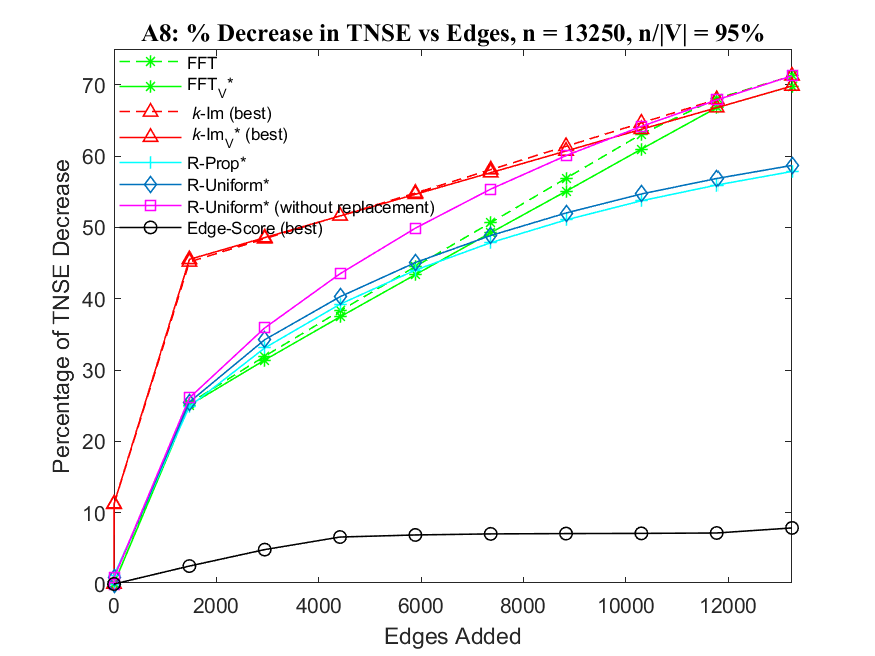 A8: % Decrease in TNSE vs Edges, n = 13250, n/|V| = 95%
FFT
FFT_V*
k-Im (best)
k-Im_V* (best)
R-Prop*
R-Uniform*
R-Uniform* (without replacement)
Edge-Score (best)
Percentage of TNSE Decrease
70
60
50
40
30
20
10
0
0 2000 4000 6000 8000 10000 12000
Edges Added